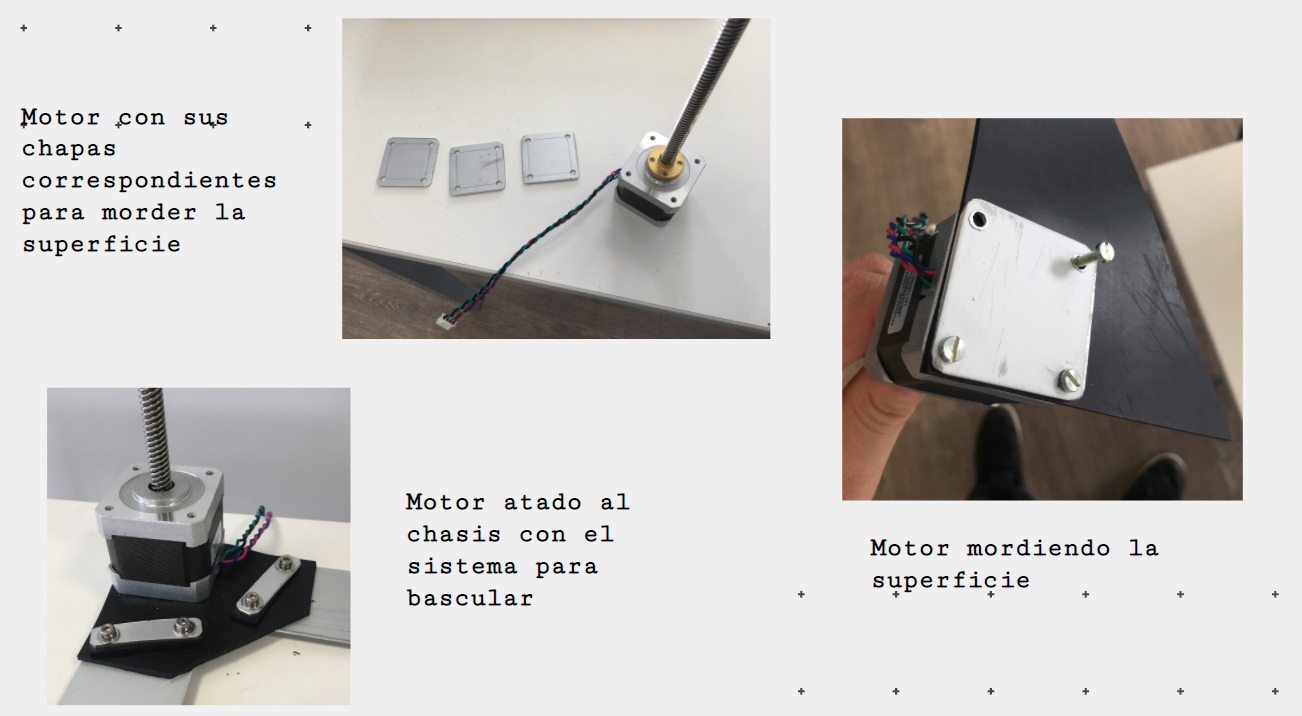 Motor con sus
chapas
correspondientes
para morder la
superficie
Motor atado al
chasis con el
sistema para
bascular
Motor mordiendo la
superficie